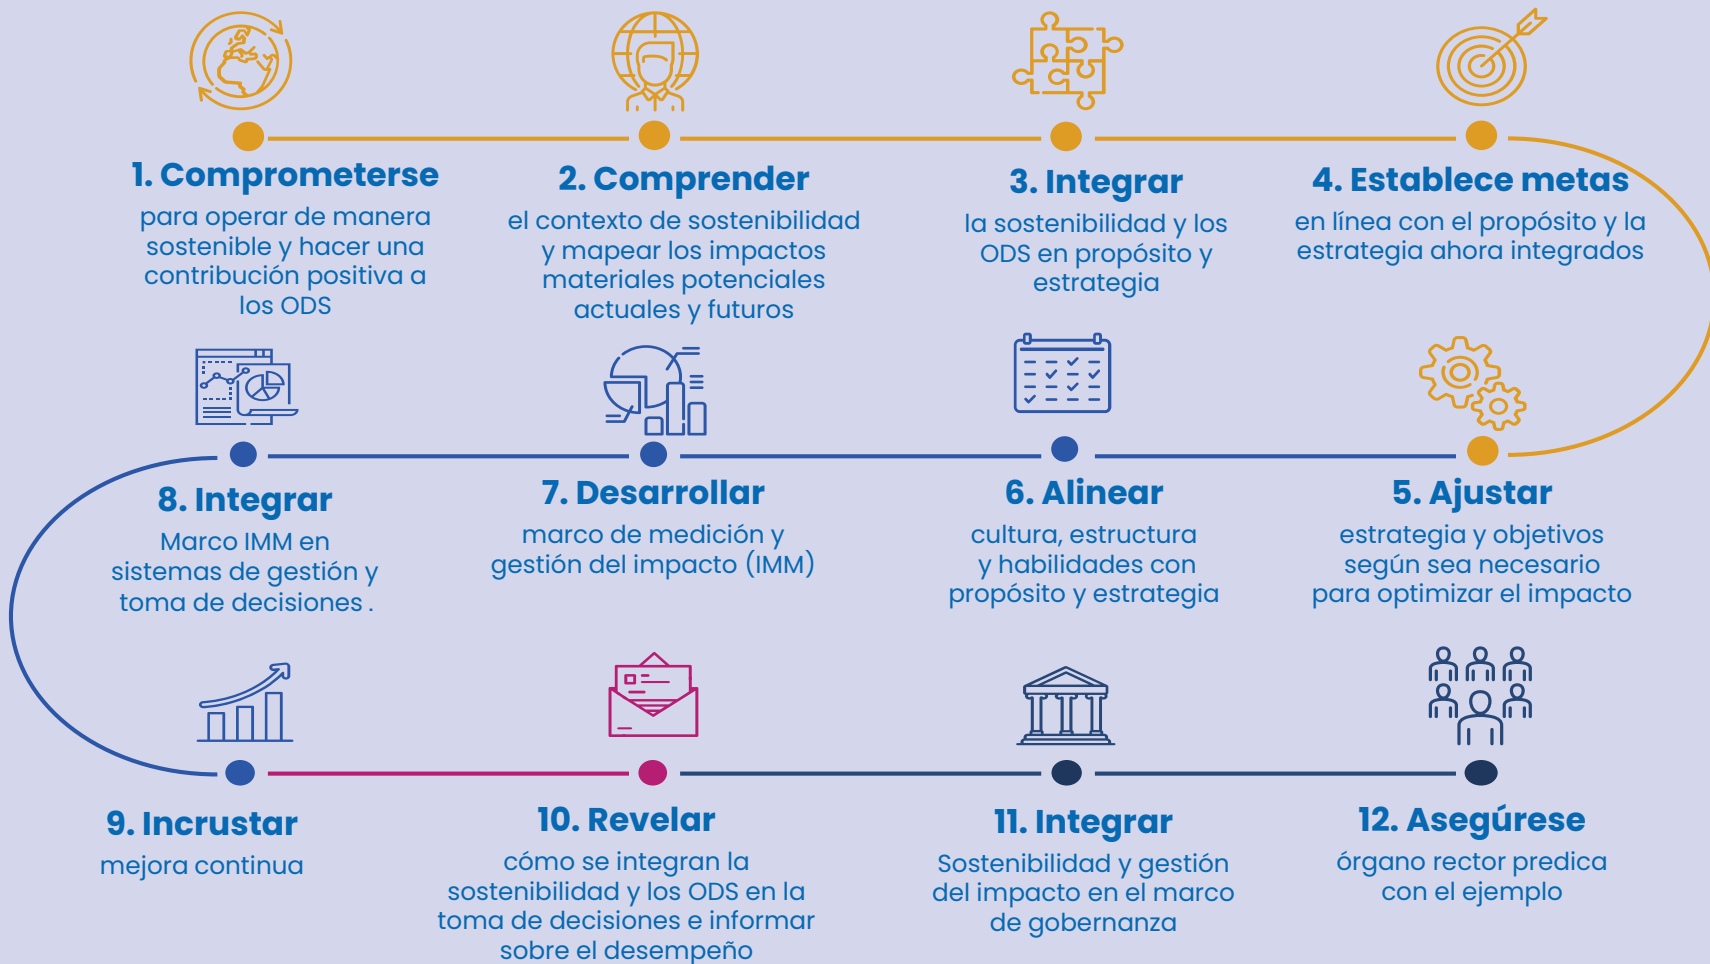 1. Comprometerse
para operar de manera
sostenible y hacer una
contribución positiva a
los ODS
2. Comprender
el contexto de sostenibilidad
y mapear los impactos
materiales potenciales
actuales y futuros
3. Integrar
la sostenibilidad y los
ODS en propósito y
estrategia
4. Establece metas
en línea con el propósito y la
estrategia ahora integrados
5. Ajustar
estrategia y objetivos
según sea necesario
para optimizar el impacto
6. Alinear
cultura, estructura
y habilidades con
propósito y estrategia
7. Desarrollar
marco de medición y
gestión del impacto (IMM)
8. Integrar
Marco IMM en
sistemas de gestión y
toma de decisiones .
9. Incrustar
mejora continua
10. Revelar
cómo se integran la
sostenibilidad y los ODS en la
toma de decisiones e informar
sobre el desempeño
11. Integrar
Sostenibilidad y gestión
del impacto en el marco
de gobernanza
12. Asegúrese
órgano rector predica
con el ejemplo